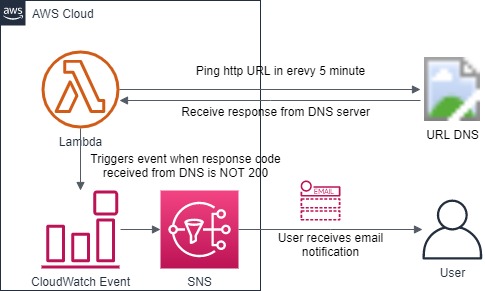 aws
AWS Cloud
Ping http URL in erevy 5 minute
Receive response from DNS server
URL DNS
Lambda
Triggers event when response code
received from DNS is NOT 200
EMAIL
User receives email
notification
CloudWatch Event
SNS
User